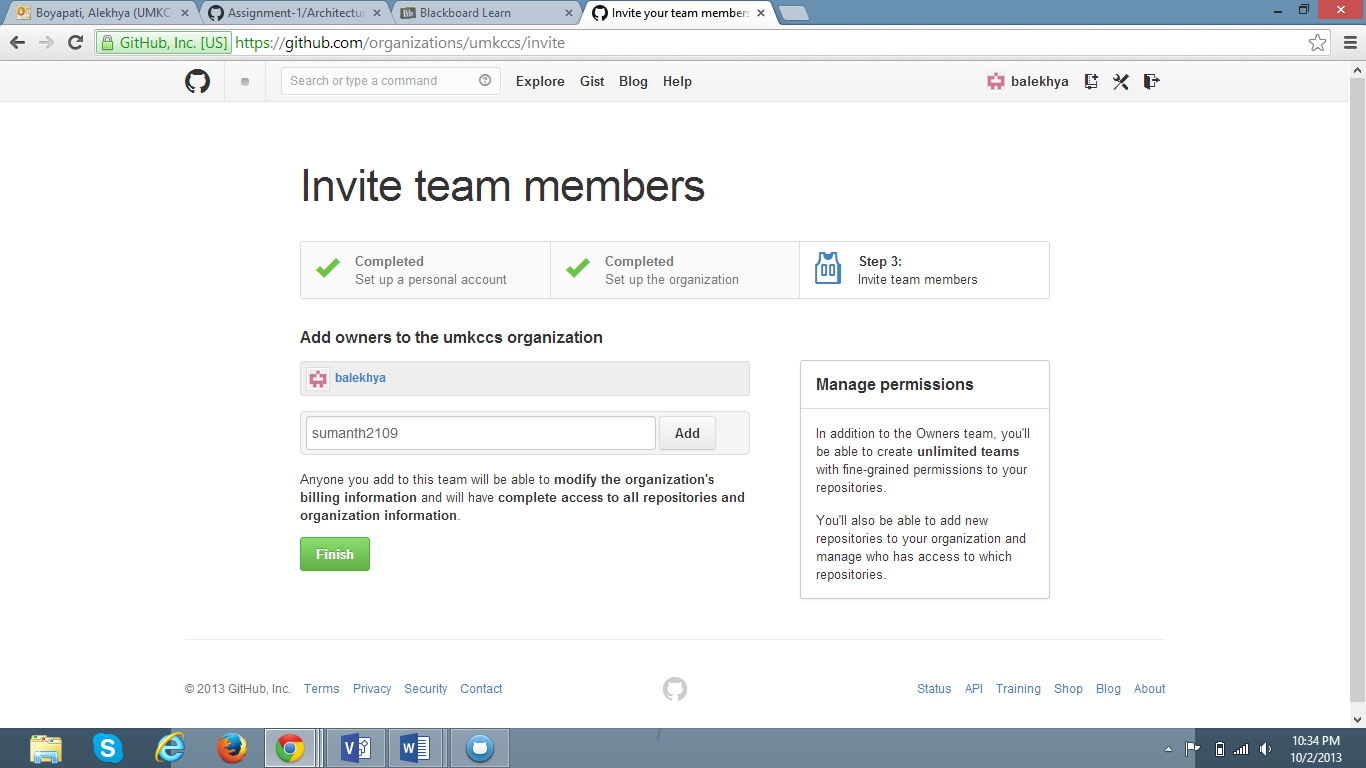 Boyapati, Alekhya (UMKC
Assignment-1/Architectur
Blackboard Learn
Invite your team members
GitHub, Inc. [US] https://github.com/organizations/umkccs/invite
Search or type a command
Explore Gist Blog Help
balekhya
Invite team members
Completed
Set up a personal account
Completed
Set up the organization
Step 3:
Invite team members
Add owners to the umkccs organization
balekhya
sumanth2109
Add
Anyone you add to this team will be able to modify the organization's
billing information and will have complete access to all repositories and
organization information.
Finish
Manage permissions
In addition to the Owners team, you'll
be able to create unlimited teams
with fine-grained permissions to your
repositories.
You'll also be able to add new
repositories to your organization and
manage who has access to which
repositories.
© 2013 GitHub, Inc. Terms Privacy Security Contact
Status API Training Shop Blog About
10:34 PM
10/2/2013